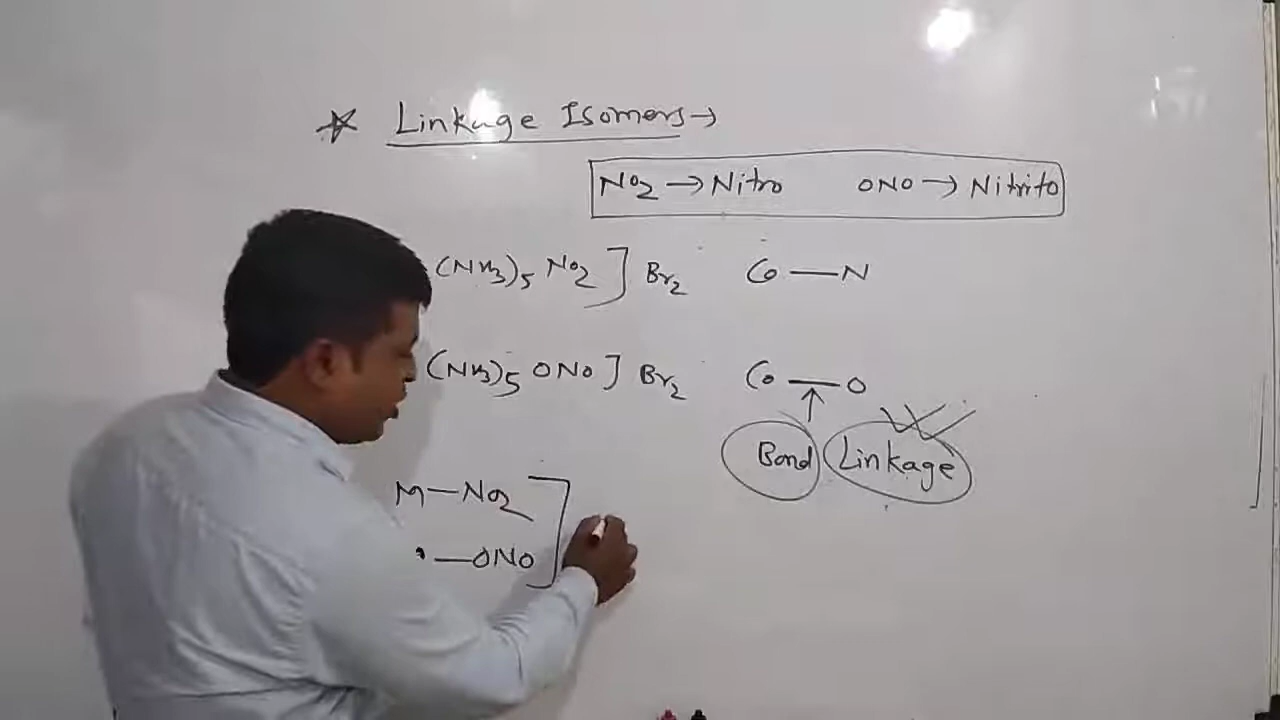 ☆ Linkage Isomers→
NO2 → Nitro ONO → Nitrito
(NH3)5 NO2] Br2 Co — N
(NH3)5 ONO] Br2 Co — O
↑
Bond Linkage
M — NO2 ]
— ONO